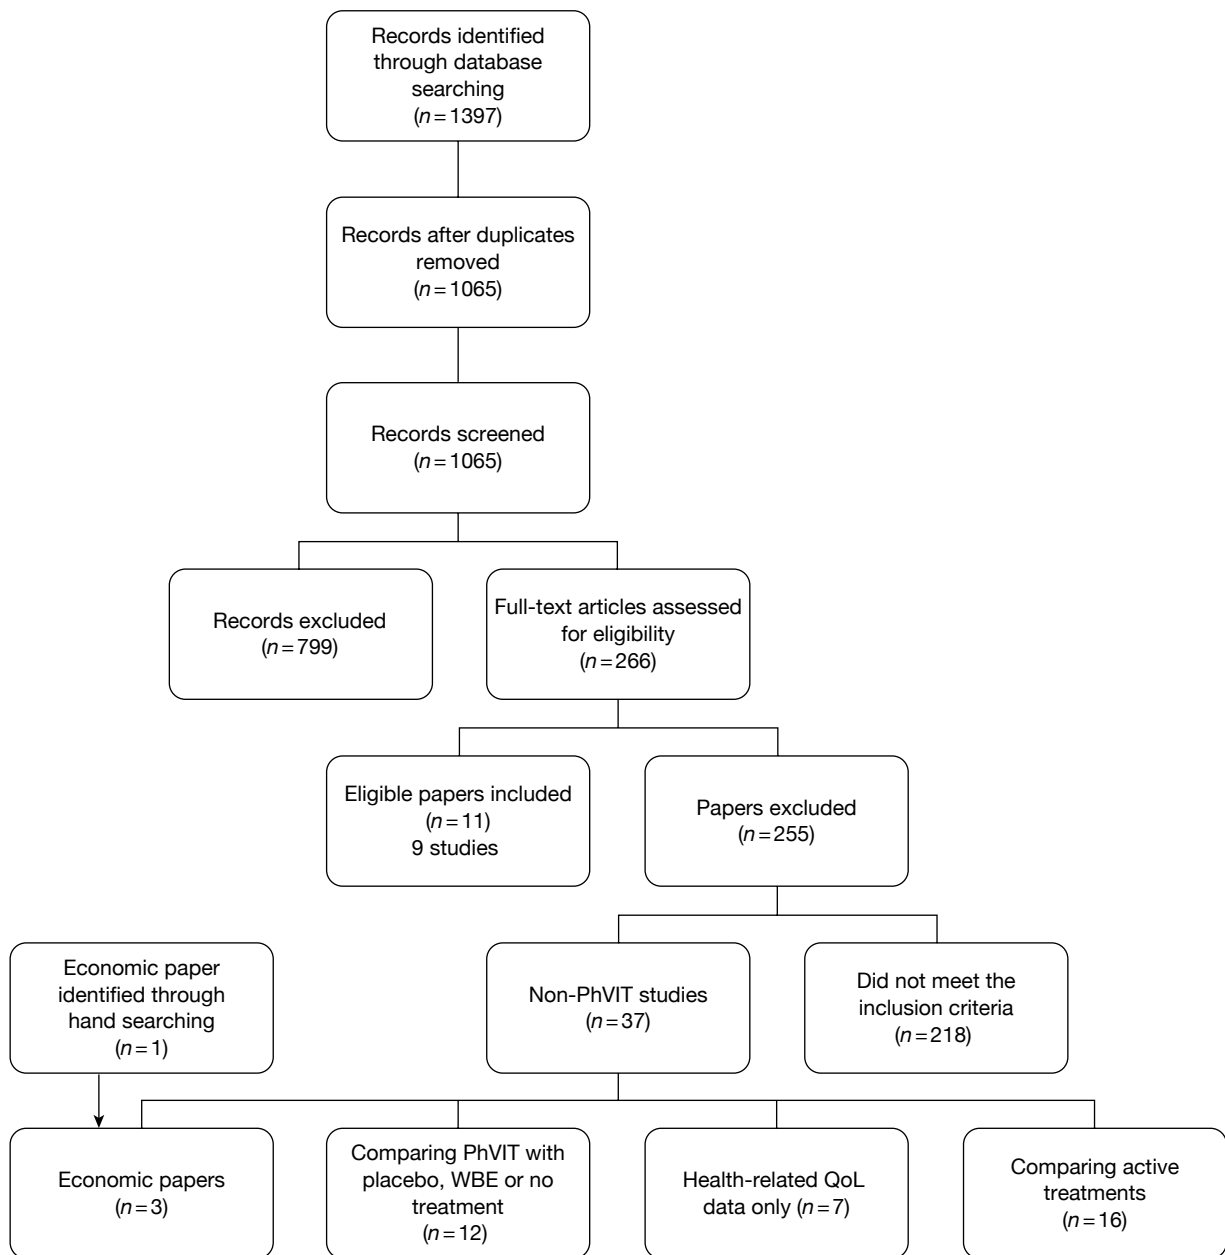 Records identified
through database
searching
(n = 1397)
Records after duplicates
removed
(n = 1065)
Records screened
(n = 1065)
Records excluded
(n = 799)
Full-text articles assessed
for eligibility
(n = 266)
Eligible papers included
(n = 11)
9 studies
Papers excluded
(n = 255)
Economic paper
identified through
hand searching
(n = 1)
Non-PhVIT studies
(n = 37)
Did not meet the
inclusion criteria
(n = 218)
Economic papers
(n = 3)
Comparing PhVIT with
placebo, WBE or no
treatment
(n = 12)
Health-related QoL
data only (n = 7)
Comparing active
treatments
(n = 16)